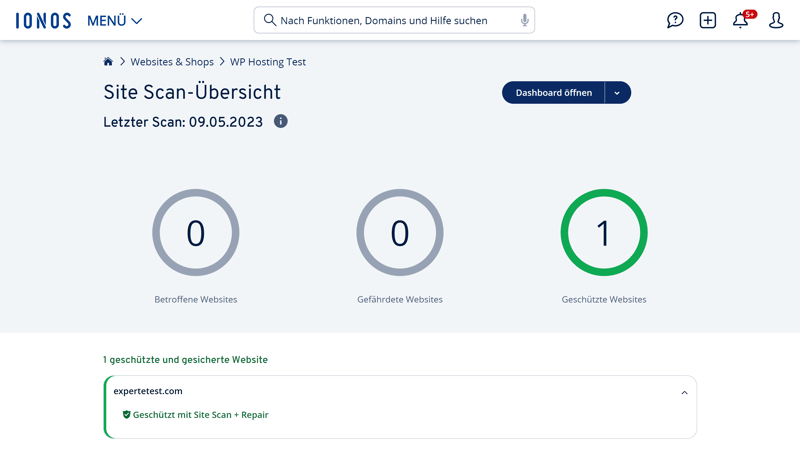 IONOS MENÜ Nach Funktionen, Domains und Hilfe suchen 5+
Websites & Shops WP Hosting Test
Site Scan-Übersicht Dashboard öffnen
Letzter Scan: 09.05.2023
0 0 1
Betroffene Websites Gefährdete Websites Geschützte Websites
1 geschützte und gesicherte Website
expertetest.com
Geschützt mit Site Scan + Repair